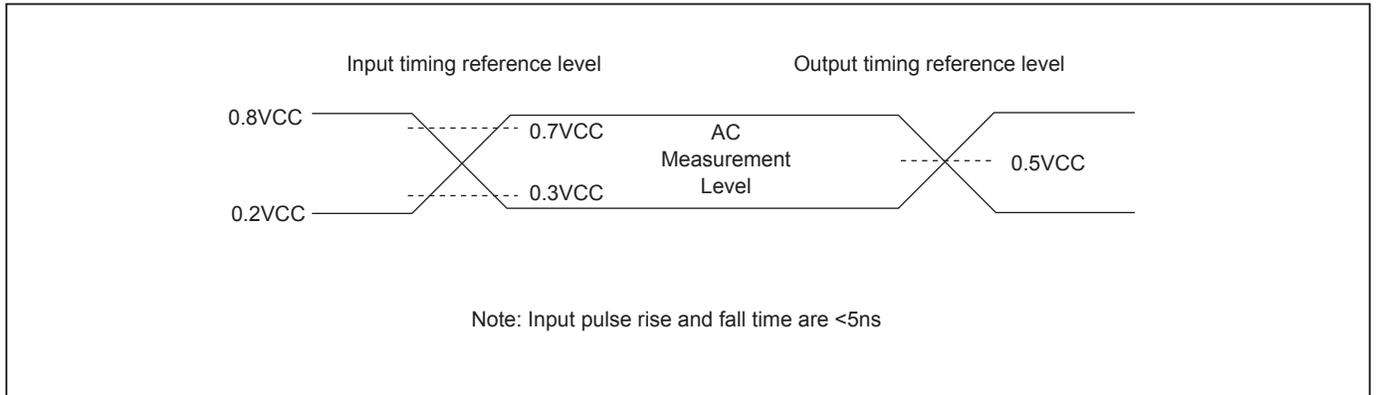 Input timing reference level
Output timing reference level
0.8VCC
0.7VCC
AC
Measurement
Level
0.5VCC
0.3VCC
0.2VCC
Note: Input pulse rise and fall time are <5ns